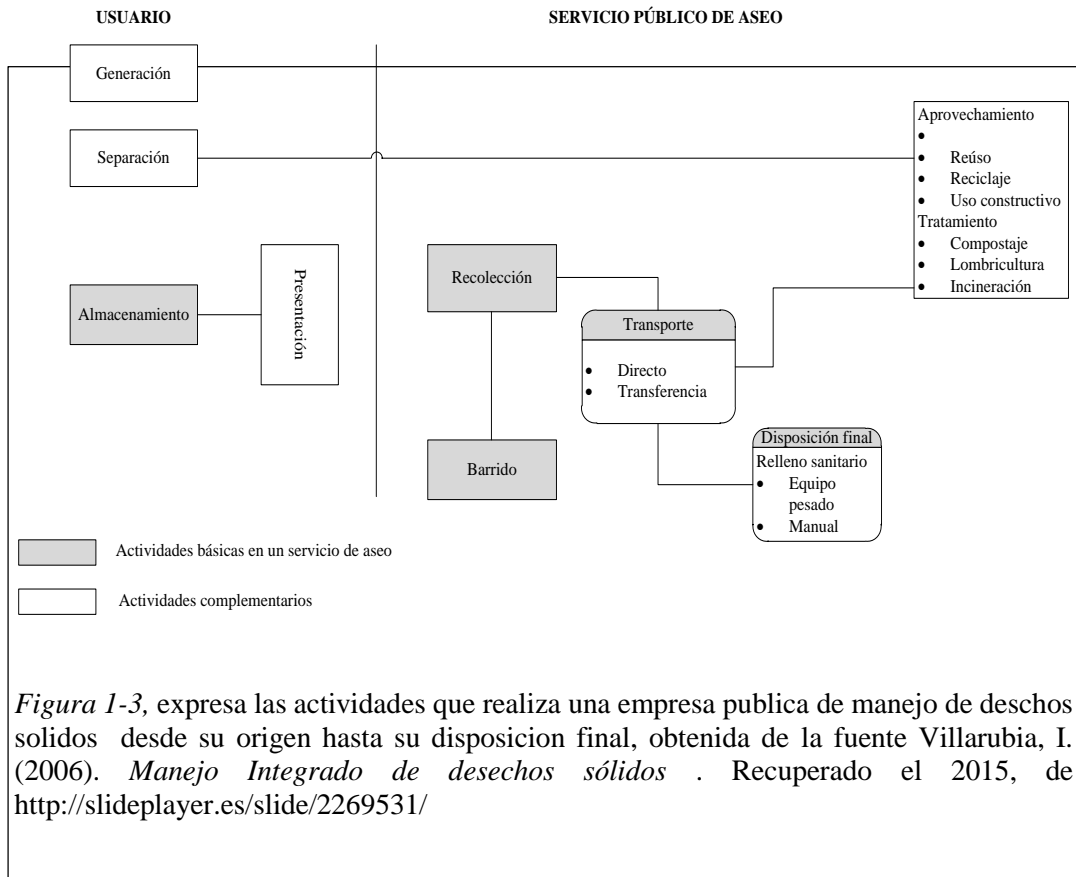 USUARIO
SERVICIO PÚBLICO DE ASEO
Generación
Separación
Almacenamiento
Presentación
Recolección
Barrido
Transporte
• Directo
• Transferencia
Aprovechamiento
•
• Reúso
• Reciclaje
• Uso constructivo
Tratamiento
• Compostaje
• Lombricultura
• Incineración
Disposición final
Relleno sanitario
• Equipo
pesado
• Manual
Actividades básicas en un servicio de aseo
Actividades complementarios
Figura 1-3, expresa las actividades que realiza una empresa publica de manejo de deschos
solidos desde su origen hasta su disposicion final, obtenida de la fuente Villarubia, I.
(2006). Manejo Integrado de desechos sólidos . Recuperado el 2015, de
http://slideplayer.es/slide/2269531/